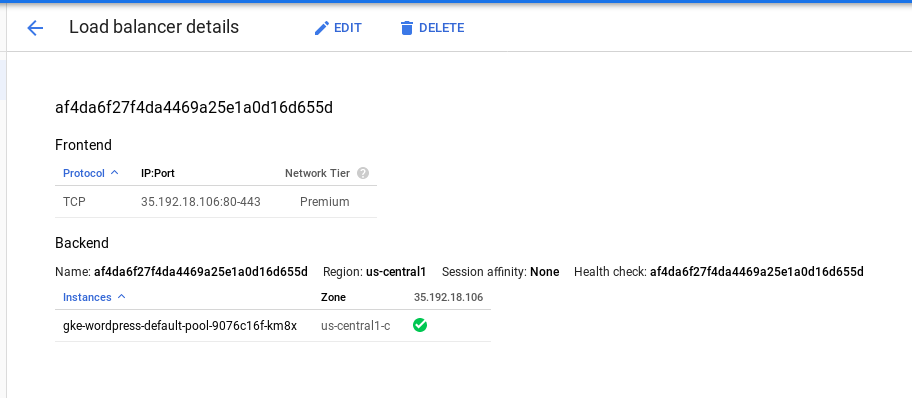 Load balancer details EDIT DELETE
af4da6f27f4da4469a25e1a0d16d655d
Frontend
Protocol IP:Port Network Tier ?
TCP 35.192.18.106:80-443 Premium
Backend
Name: af4da6f27f4da4469a25e1a0d16d655d Region: us-central1 Session affinity: None Health check: af4da6f27f4da4469a25e1a0d16d655d
Instances Zone 35.192.18.106
gke-wordpress-default-pool-9076c16f-km8x us-central1-c